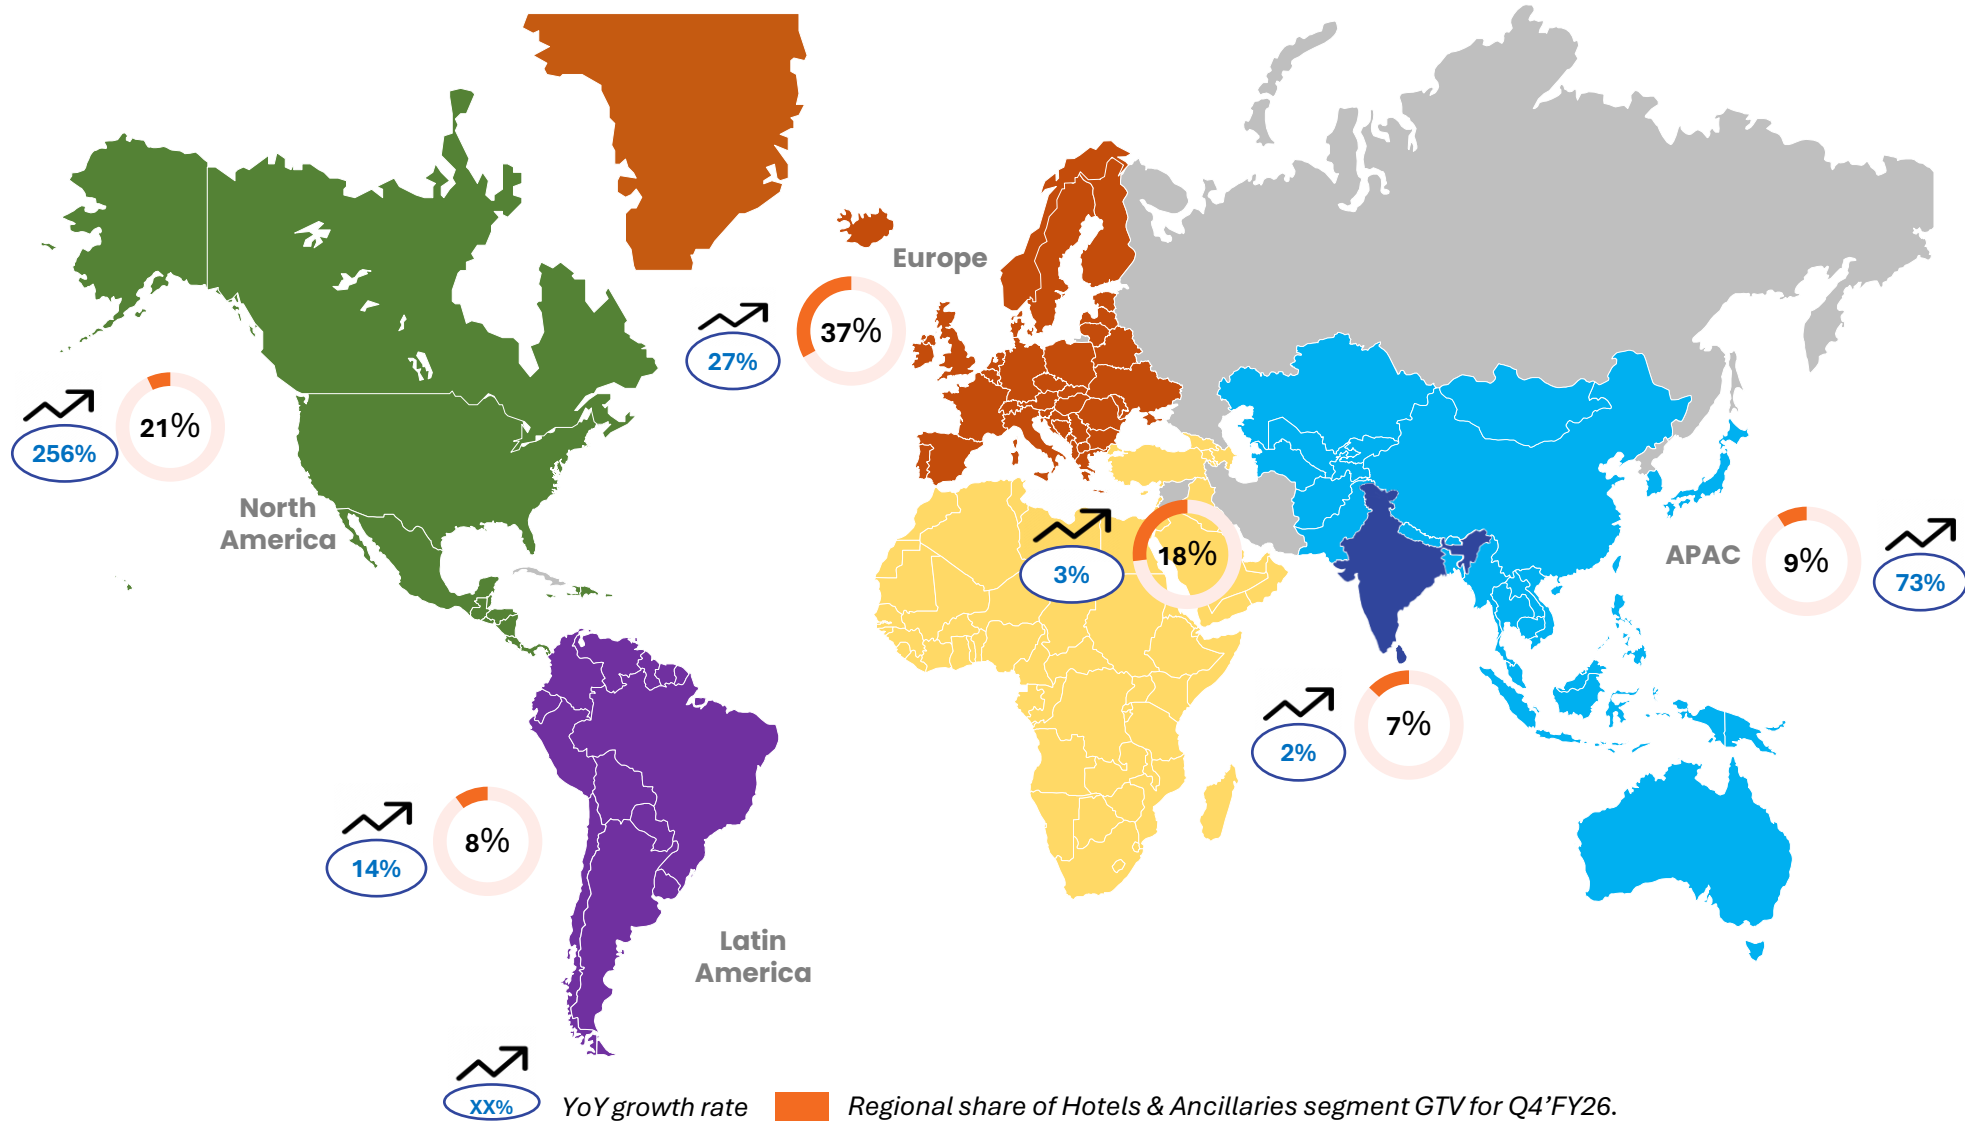 Europe
37%
27%
21%
256%
North
America
18%
3%
APAC
9%
73%
7%
2%
8%
14%
Latin
America
XX%
YoY growth rate
Regional share of Hotels & Ancillaries segment GTV for Q4’FY26.